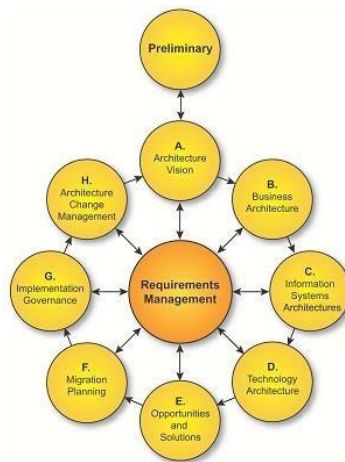 Preliminary
A.
Architecture
Vision
B.
Business
Architecture
C.
Information
Systems
Architectures
D.
Technology
Architecture
E.
Opportunities
and
Solutions
F.
Migration
Planning
G.
Implementation
Governance
H.
Architecture
Change
Management
Requirements
Management